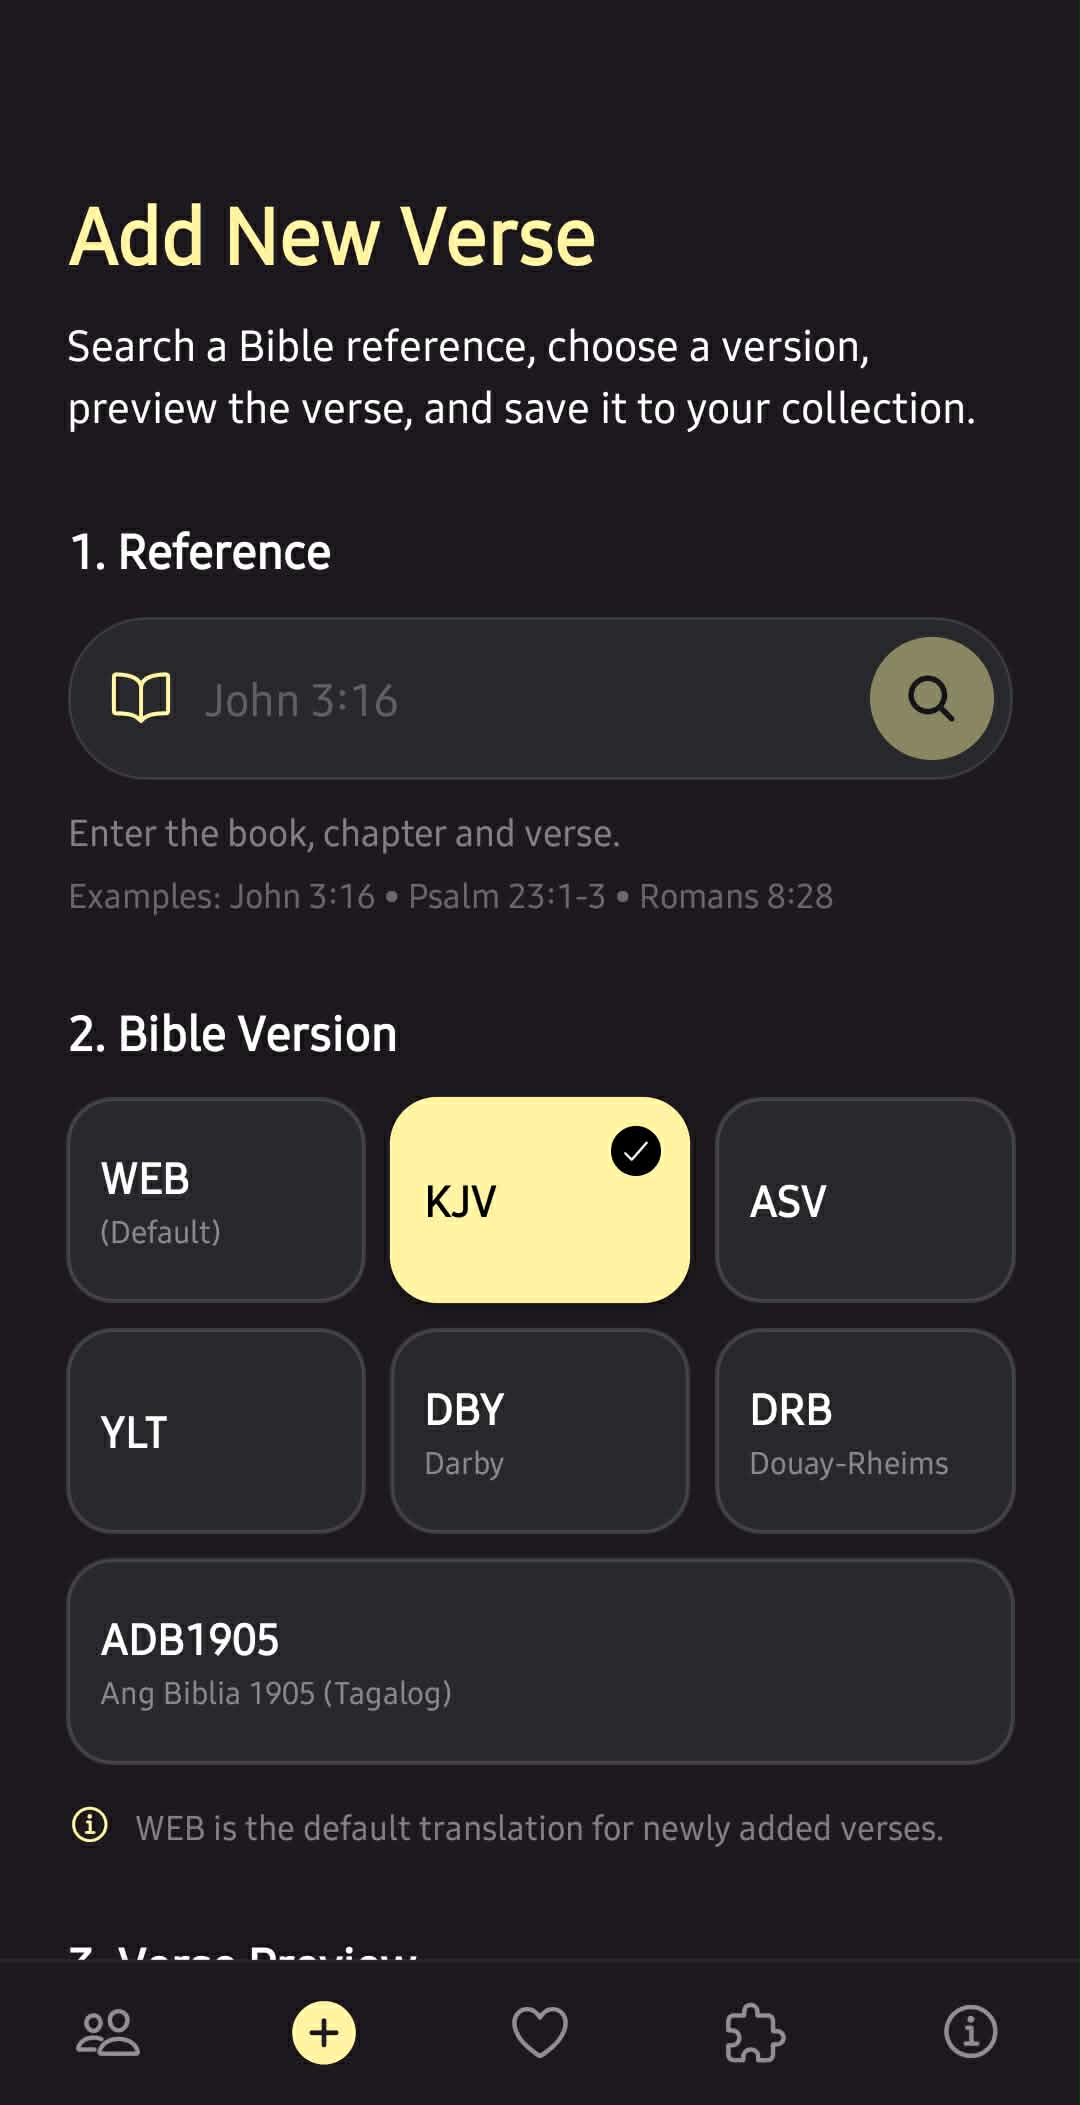 Add New Verse
Search a Bible reference, choose a version,
preview the verse, and save it to your collection.
1. Reference
John 3:16
Enter the book, chapter and verse.
Examples: John 3:16 • Psalm 23:1-3 • Romans 8:28
2. Bible Version
WEB
(Default)
KJV
ASV
YLT
DBY
Darby
DRB
Douay-Rheims
ADB1905
Ang Biblia 1905 (Tagalog)
WEB is the default translation for newly added verses.
3. Verse Preview